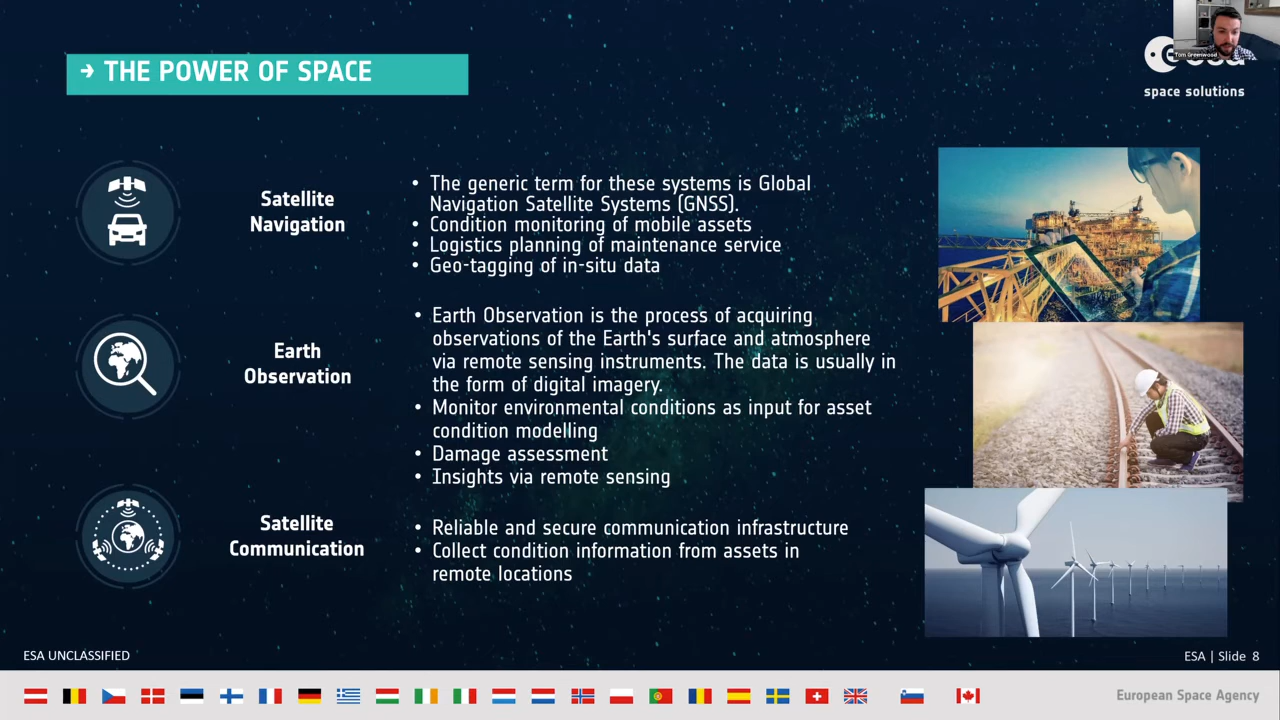 → THE POWER OF SPACE
Tom Greenwood
esa
space solutions
Satellite
Navigation
• The generic term for these systems is Global
Navigation Satellite Systems (GNSS).
• Condition monitoring of mobile assets
• Logistics planning of maintenance service
• Geo-tagging of in-situ data
Earth
Observation
• Earth Observation is the process of acquiring
observations of the Earth's surface and atmosphere
via remote sensing instruments. The data is usually in
the form of digital imagery.
• Monitor environmental conditions as input for asset
condition modelling
• Damage assessment
• Insights via remote sensing
Satellite
Communication
• Reliable and secure communication infrastructure
• Collect condition information from assets in
remote locations
ESA UNCLASSIFIED
ESA | Slide 8
European Space Agency